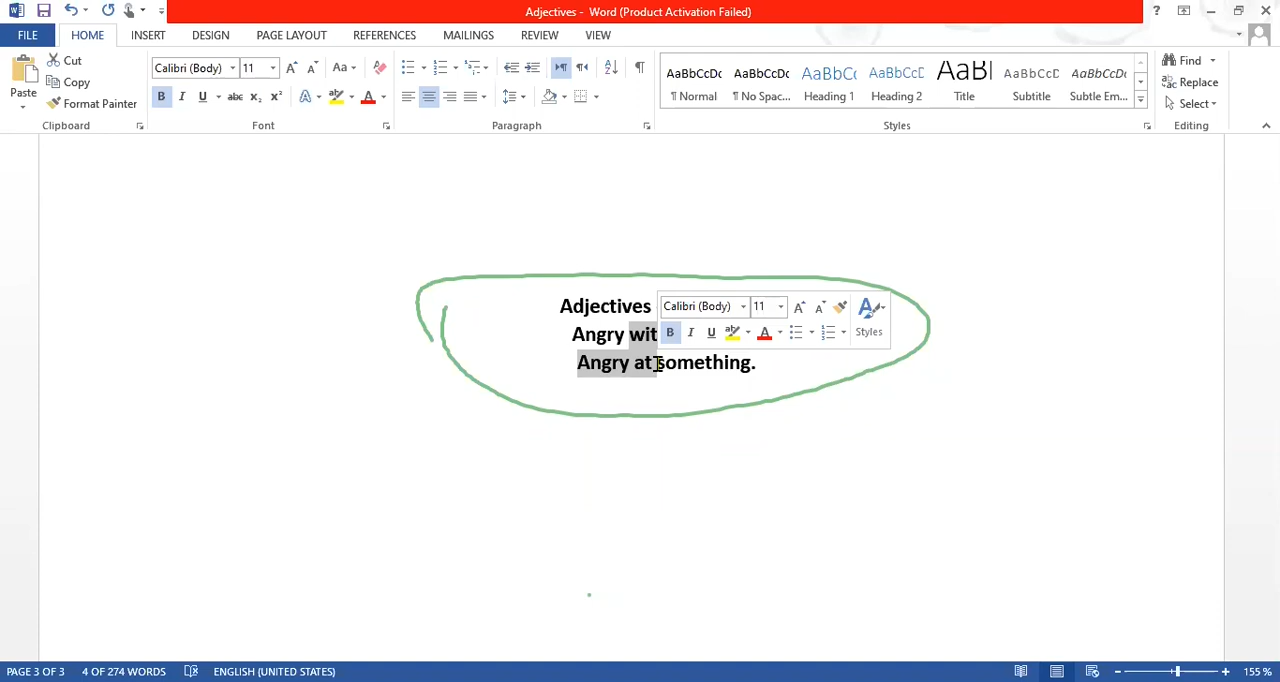 Adjectives - Word (Product Activation Failed)
FILE HOME INSERT DESIGN PAGE LAYOUT REFERENCES MAILINGS REVIEW VIEW
Paste
Cut
Copy
Format Painter
Clipboard
Calibri (Body) 11
Font
Paragraph
AaBbCcDc AaBbCcDc AaBbCc AaBbCcD AaBl AaBbCcD AaBbCcDc
¶ Normal ¶ No Spac... Heading 1 Heading 2 Title Subtitle Subtle Em...
Styles
Find
Replace
Select
Editing
Adjectives
Angry wit
Angry at something.
Calibri (Body) 11
Styles
PAGE 3 OF 3 4 OF 274 WORDS ENGLISH (UNITED STATES) 155 %